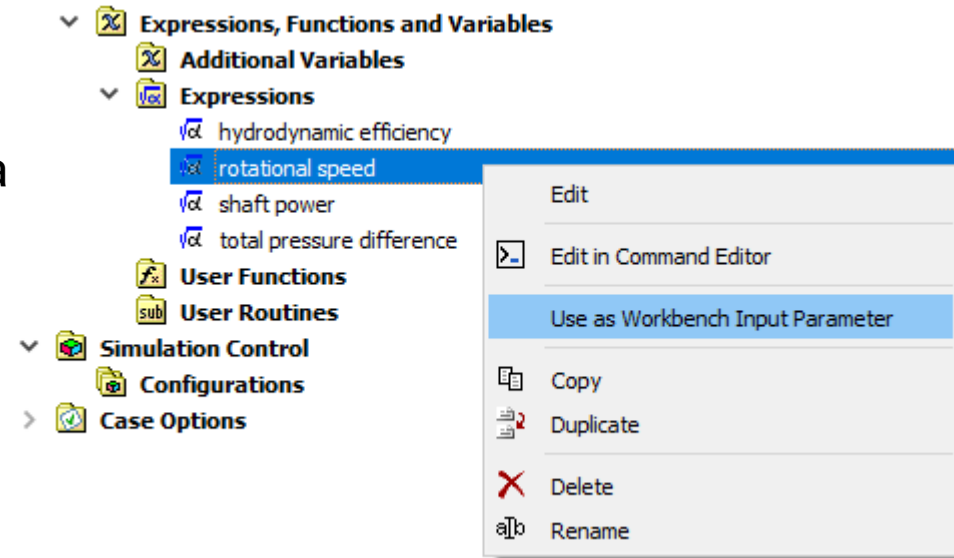 Expressions, Functions and Variables
Additional Variables
Expressions
√α hydrodynamic efficiency
a
√α rotational speed
√α shaft power
√α total pressure difference
User Functions
sub User Routines
Simulation Control
Configurations
Case Options
Edit
Edit in Command Editor
Use as Workbench Input Parameter
Copy
Duplicate
Delete
Rename